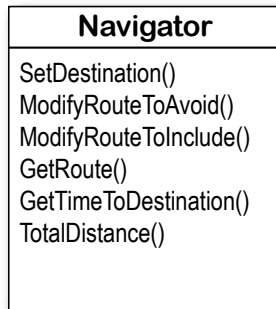 Navigator
SetDestination()
ModifyRouteToAvoid()
ModifyRouteToInclude()
GetRoute()
GetTimeToDestination()
TotalDistance()